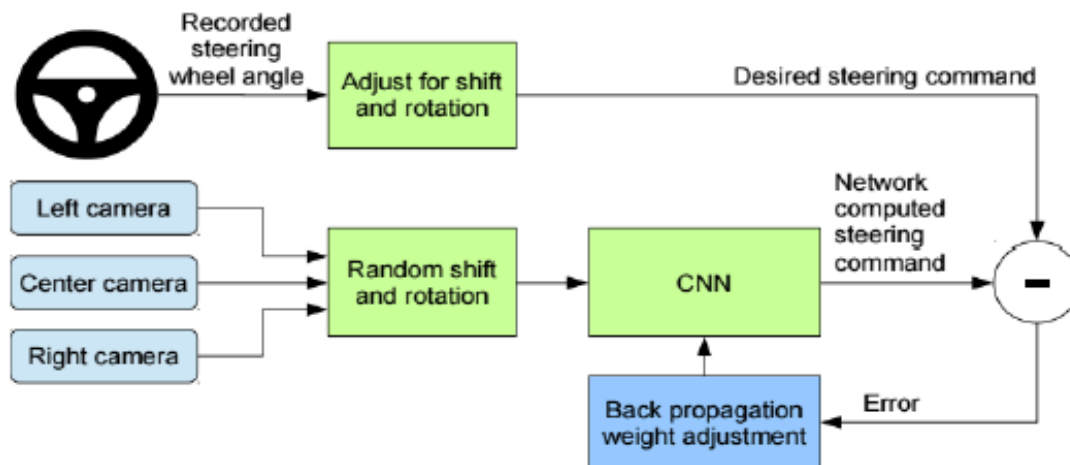 Recorded
steering
wheel angle
Adjust for shift
and rotation
Desired steering command
Left camera
Center camera
Right camera
Random shift
and rotation
CNN
Network
computed
steering
command
-
Back propagation
weight adjustment
Error